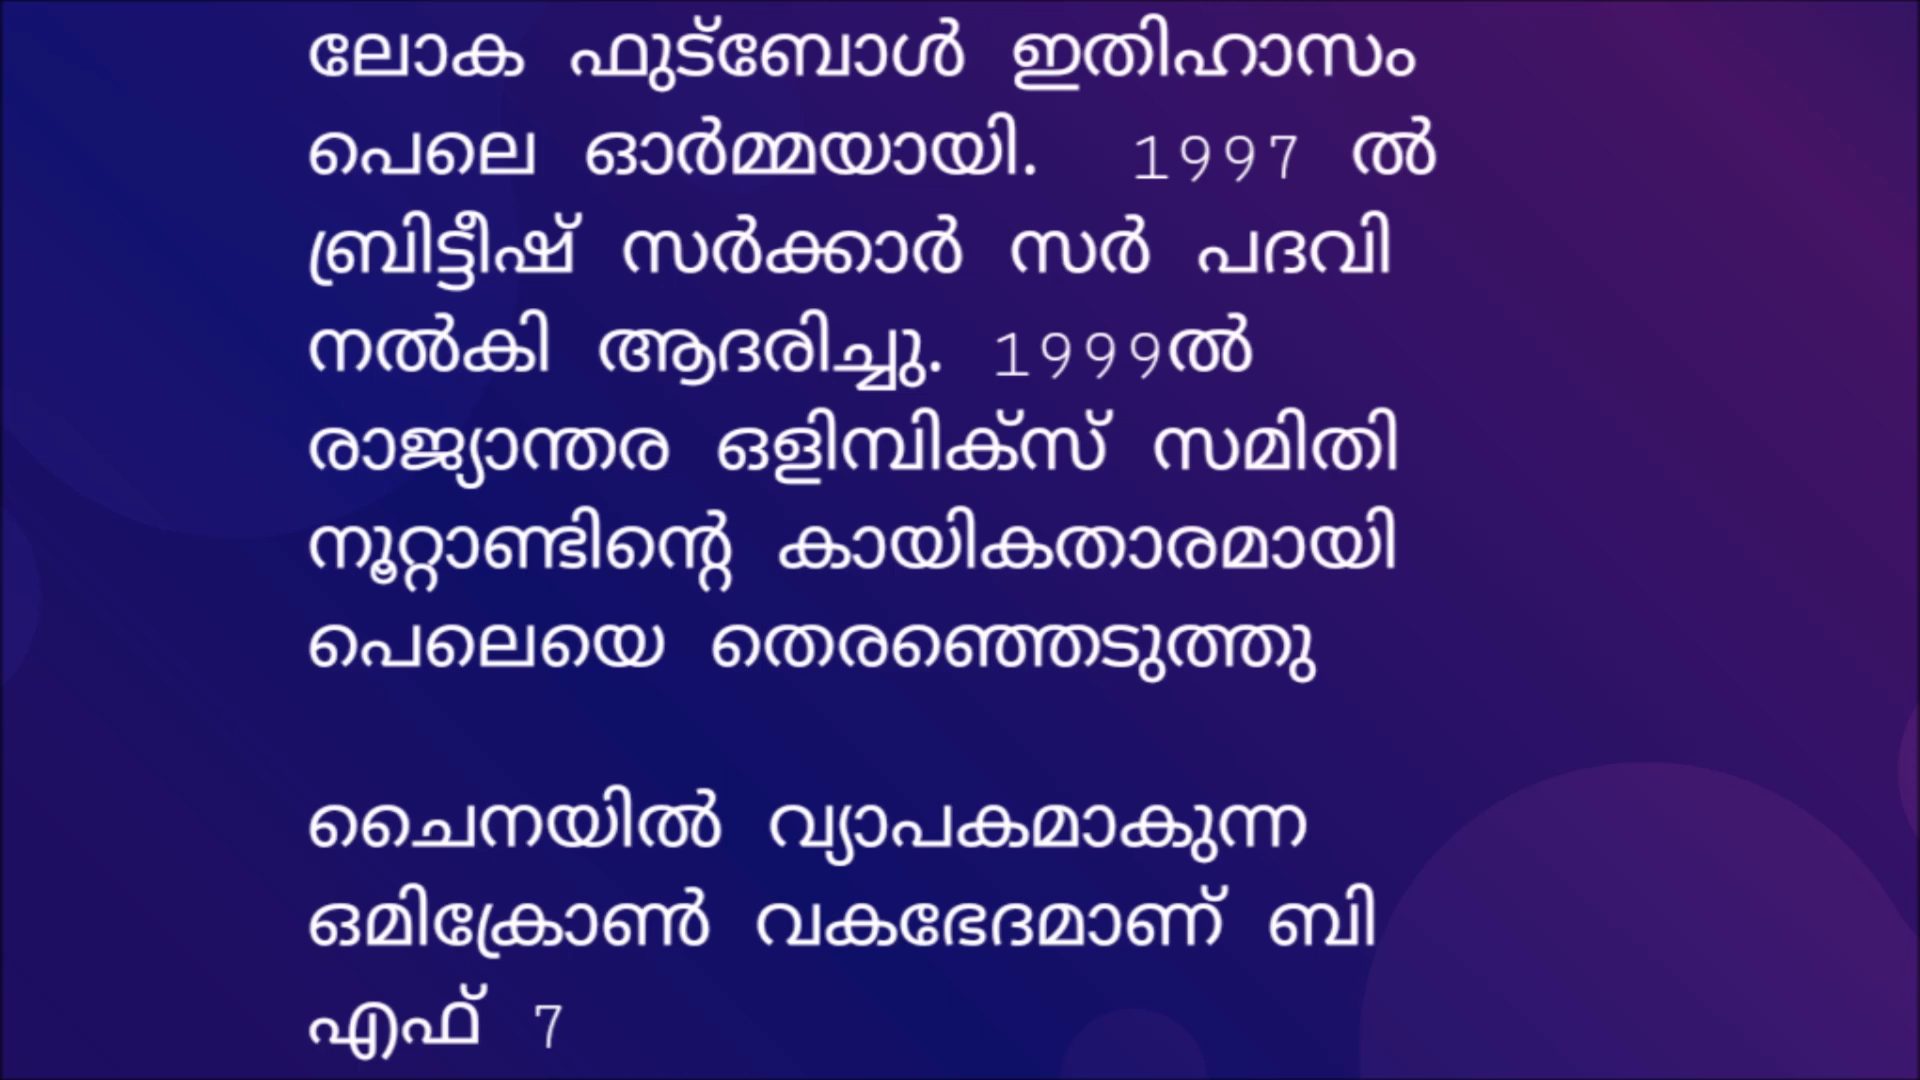 ലോക ഫുട്ബോൾ ഇതിഹാസം
പെലെ ഓർമ്മയായി. 1997 ൽ
ബ്രിട്ടീഷ് സർക്കാർ സർ പദവി
നൽകി ആദരിച്ചു. 1999ൽ
രാജ്യാന്തര ഒളിമ്പിക്സ് സമിതി
നൂറ്റാണ്ടിന്റെ കായികതാരമായി
പെലെയെ തെരഞ്ഞെടുത്തു
ചൈനയിൽ വ്യാപകമാകുന്ന
ഒമിക്രോൺ വകഭേദമാണ് ബി
എഫ് 7